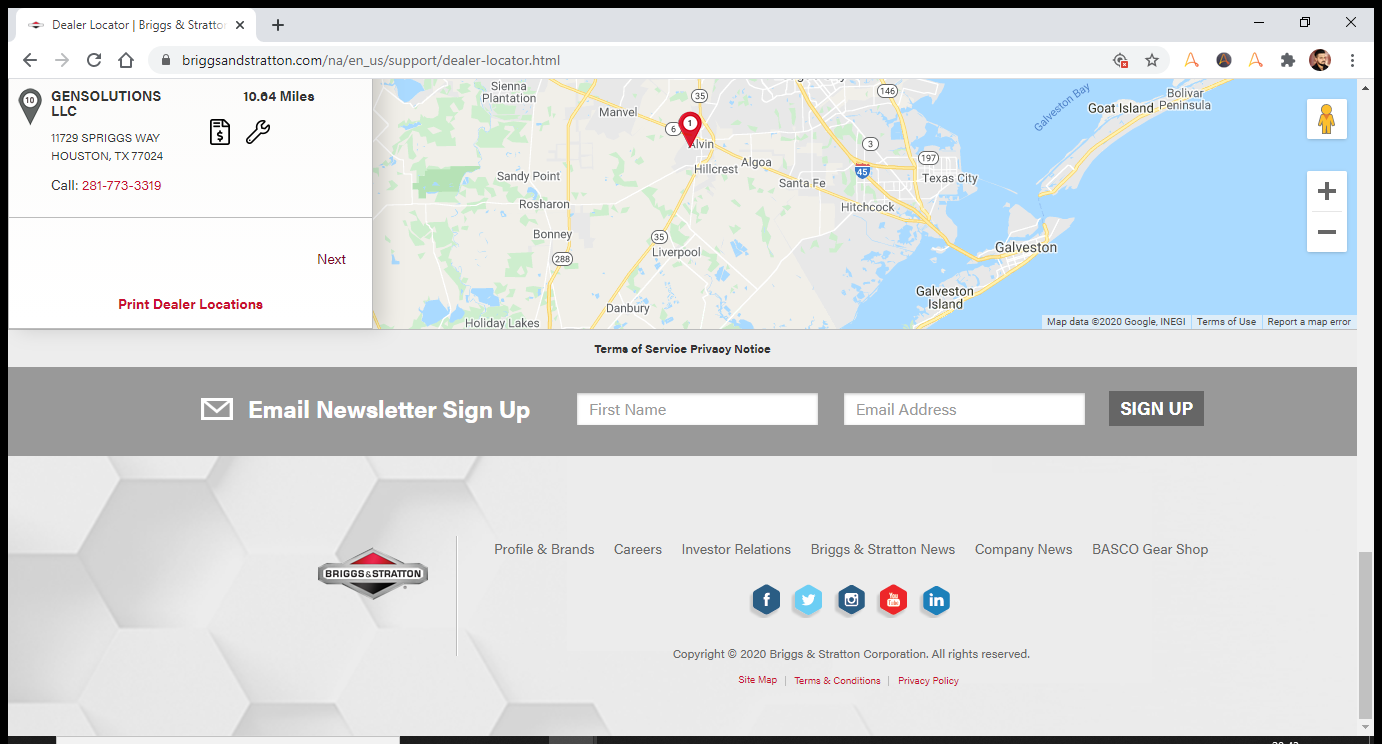 Dealer Locator | Briggs & Stratton
briggsandstratton.com/na/en_us/support/dealer-locator.html
10
GENSOLUTIONS
LLC
10.64 Miles
11729 SPRIGGS WAY
HOUSTON, TX 77024
Call: 281-773-3319
Next
Print Dealer Locations
Sienna
Plantation
35
146
Bolivar
Peninsula
Goat Island
Galveston Bay
Manvel
6
1
Alvin
3
197
Hillcrest
Algoa
45
Texas City
Sandy Point
Santa Fe
Rosharon
Hitchcock
Bonney
35
288
Liverpool
Galveston
Galveston
Island
Danbury
Holiday Lakes
Map data ©2020 Google, INEGI
Terms of Use
Report a map error
Terms of Service Privacy Notice
Email Newsletter Sign Up
First Name
Email Address
SIGN UP
BRIGGS&STRATTON
Profile & Brands
Careers
Investor Relations
Briggs & Stratton News
Company News
BASCO Gear Shop
You
Tube
in
Copyright © 2020 Briggs & Stratton Corporation. All rights reserved.
Site Map | Terms & Conditions | Privacy Policy